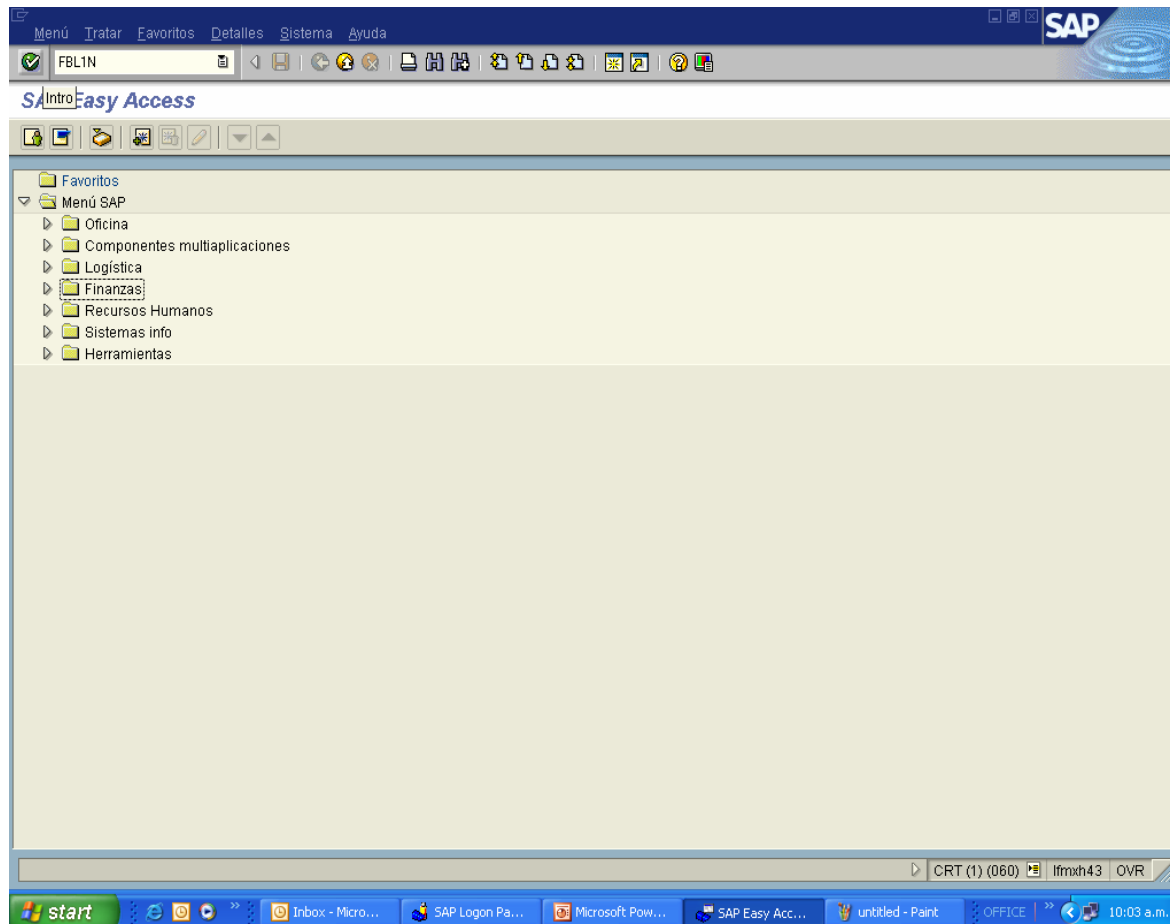 Menú Tratar Favoritos Detalles Sistema Ayuda
SAP
FBL1N
SA Easy Access
Intro
Favoritos
Menú SAP
Oficina
Componentes multiaplicaciones
Logística
Finanzas
Recursos Humanos
Sistemas info
Herramientas
CRT (1) (060) lfmxh43 OVR
start Inbox - Micro... SAP Logon Pa... Microsoft Pow... SAP Easy Acc... untitled - Paint OFFICE 10:03 a.m.